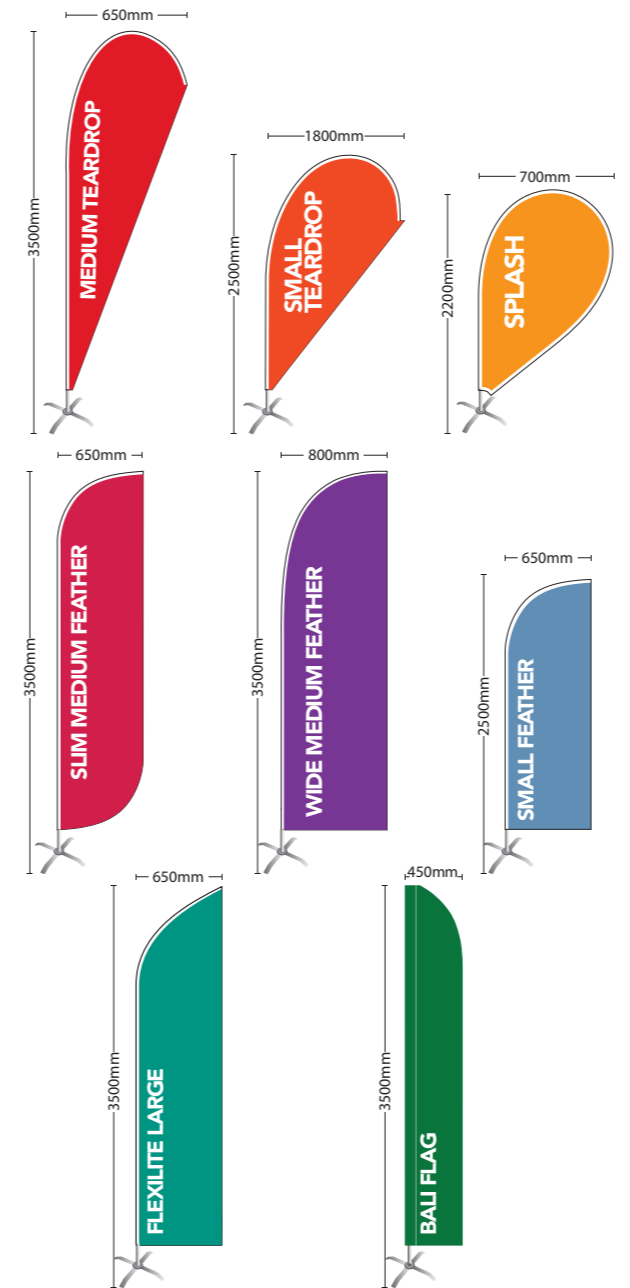 650mm
3500mm
MEDIUM TEARDROP
1800mm
2500mm
SMALL
TEARDROP
700mm
2200mm
SPLASH
650mm
3500mm
SLIM MEDIUM FEATHER
800mm
3500mm
WIDE MEDIUM FEATHER
650mm
2500mm
SMALL FEATHER
650mm
3500mm
FLEXILITE LARGE
450mm
3500mm
BALI FLAG